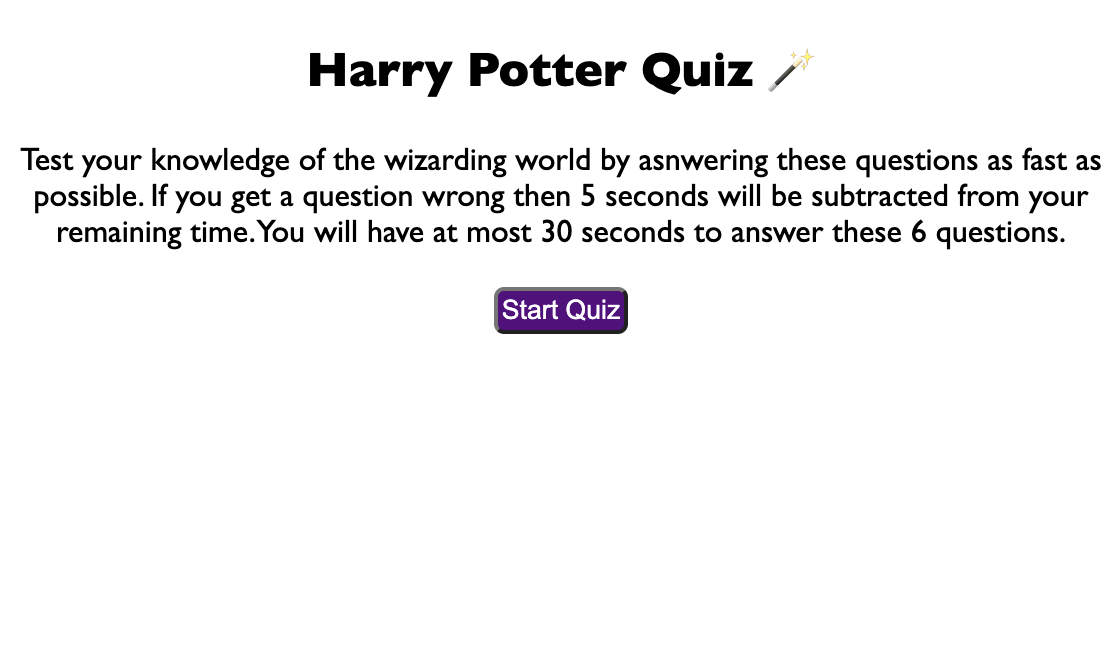 Harry Potter Quiz 🪄
Test your knowledge of the wizarding world by asnwering these questions as fast as
possible. If you get a question wrong then 5 seconds will be subtracted from your
remaining time. You will have at most 30 seconds to answer these 6 questions.
Start Quiz